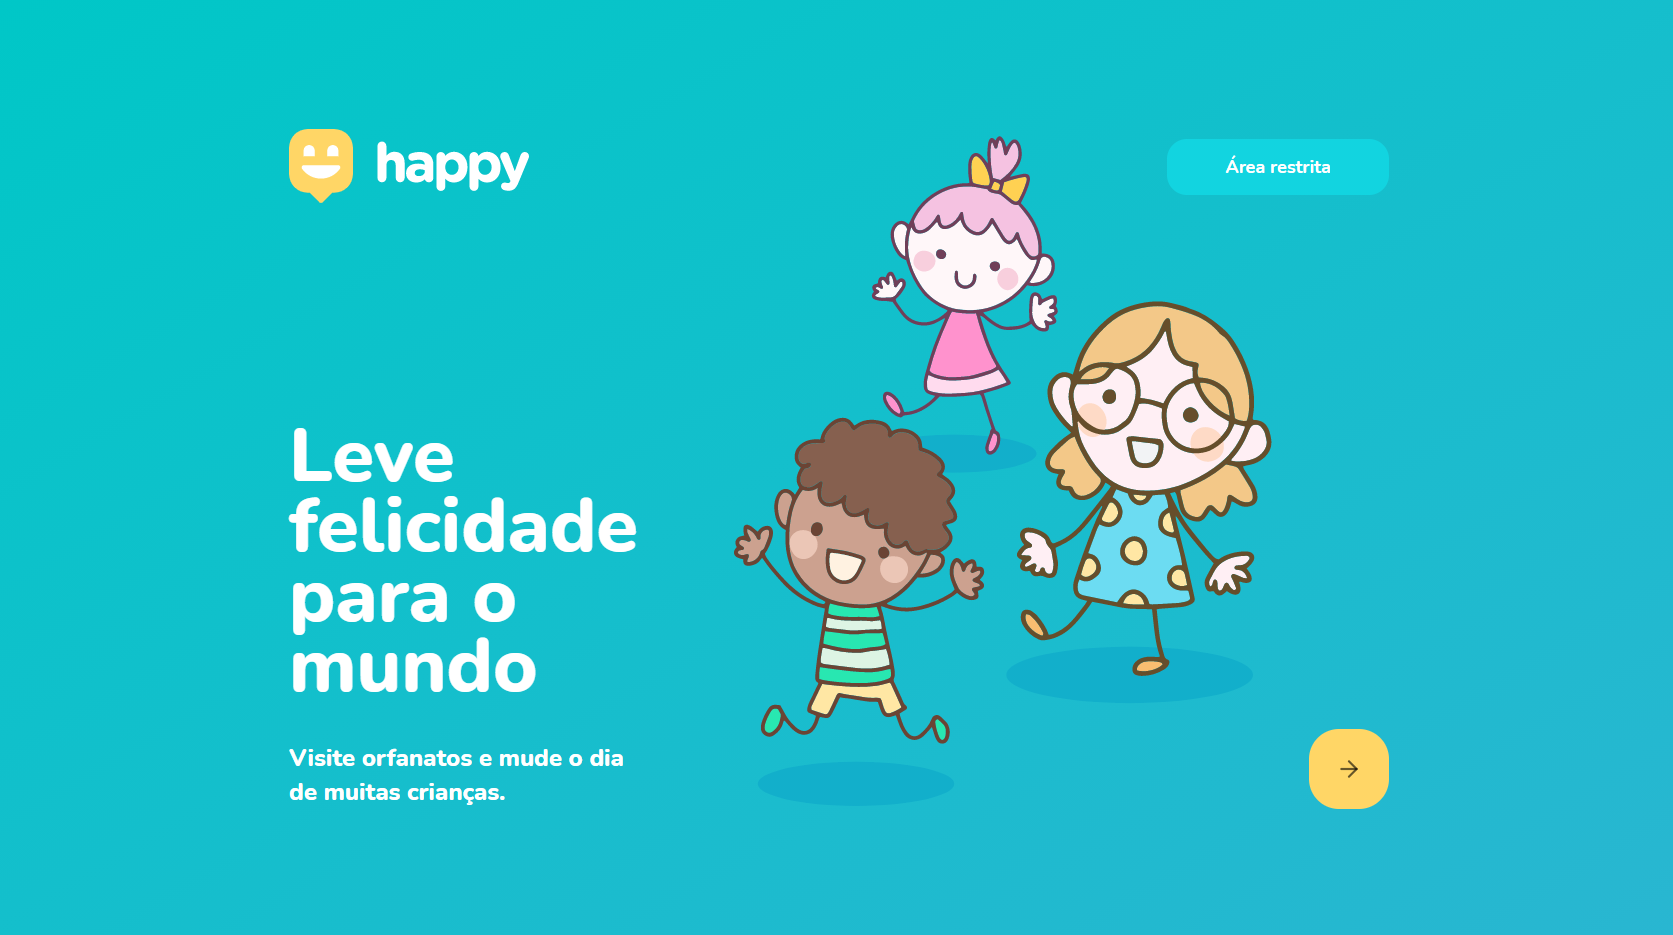 happy
Área restrita
Leve
felicidade
para o
mundo
Visite orfanatos e mude o dia
de muitas crianças.